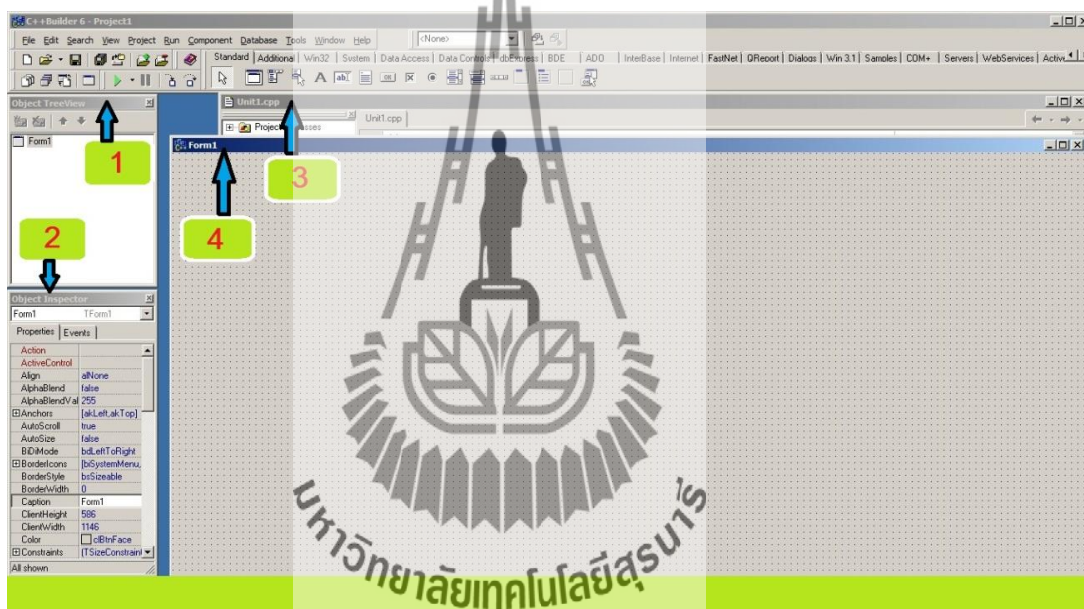 C++Builder 6 - Project1
File Edit Search View Project Run Component Database Tools Window Help <None>
Standard Additional Win32 System Data Access Data Controls dbExpress BDE ADO InterBase Internet FastNet QReport Dialogs Win 3.1 Samples COM+ Servers WebServices
Object TreeView
Form1
1
2
Unit1.cpp
Unit1.cpp
3
Form1
4
Object Inspector
Form1 TForm1
Properties Events
Action
ActiveControl
Align alNone
AlphaBlend false
AlphaBlendVal 255
Anchors [akLeft,akTop]
AutoScroll true
AutoSize false
BiDiMode bdLeftToRight
BorderIcons [biSystemMenu,
BorderStyle bsSizeable
BorderWidth 0
Caption Form1
ClientHeight 586
ClientWidth 1146
Color clBtnFace
Constraints (TSizeConstraint
All shown
มหาวิทยาลัยเทคโนโลยีสุรนารี